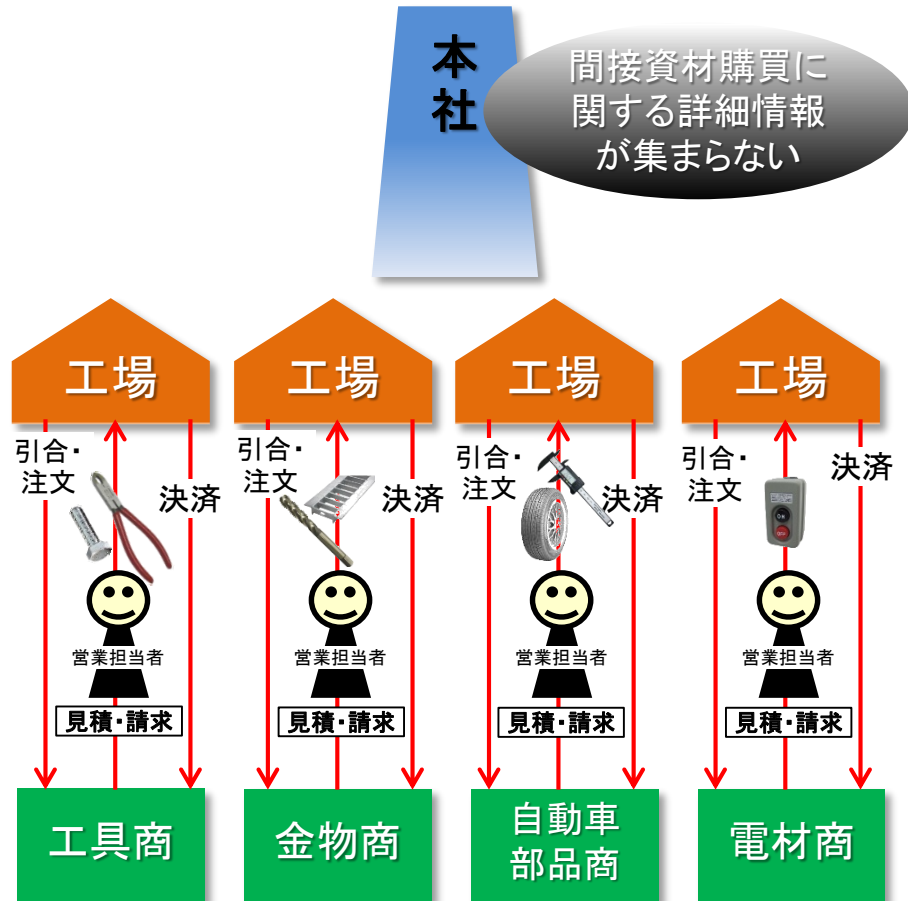 本
社
間接資材購買に
関する詳細情報
が集まらない
工場
工場
工場
工場
引合・
注文
決済
引合・
注文
決済
引合・
注文
決済
引合・
注文
決済
営業担当者
営業担当者
営業担当者
営業担当者
見積・請求
見積・請求
見積・請求
見積・請求
工具商
金物商
自動車
部品商
電材商